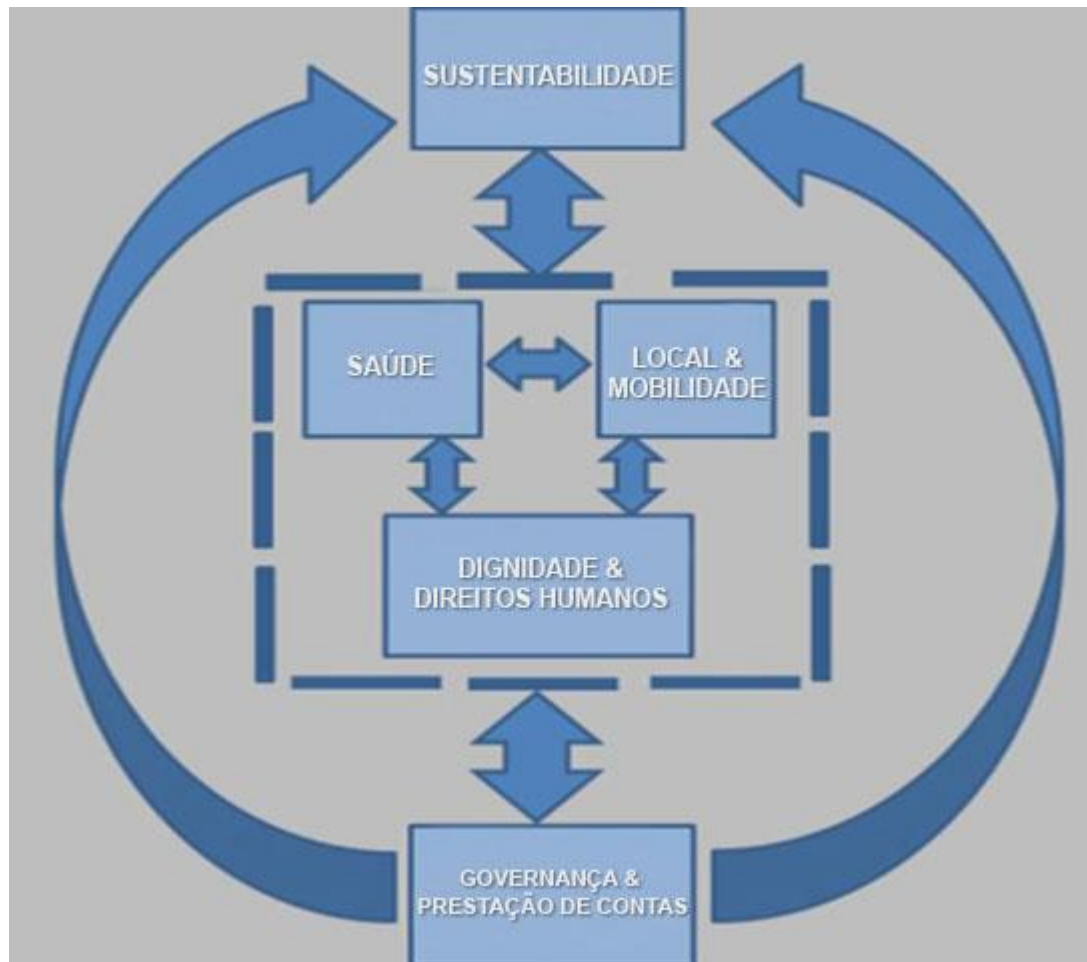 SUSTENTABILIDADE
SAÚDE
LOCAL &
MOBILIDADE
DIGNIDADE &
DIREITOS HUMANOS
GOVERNANÇA &
PRESTAÇÃO DE CONTAS